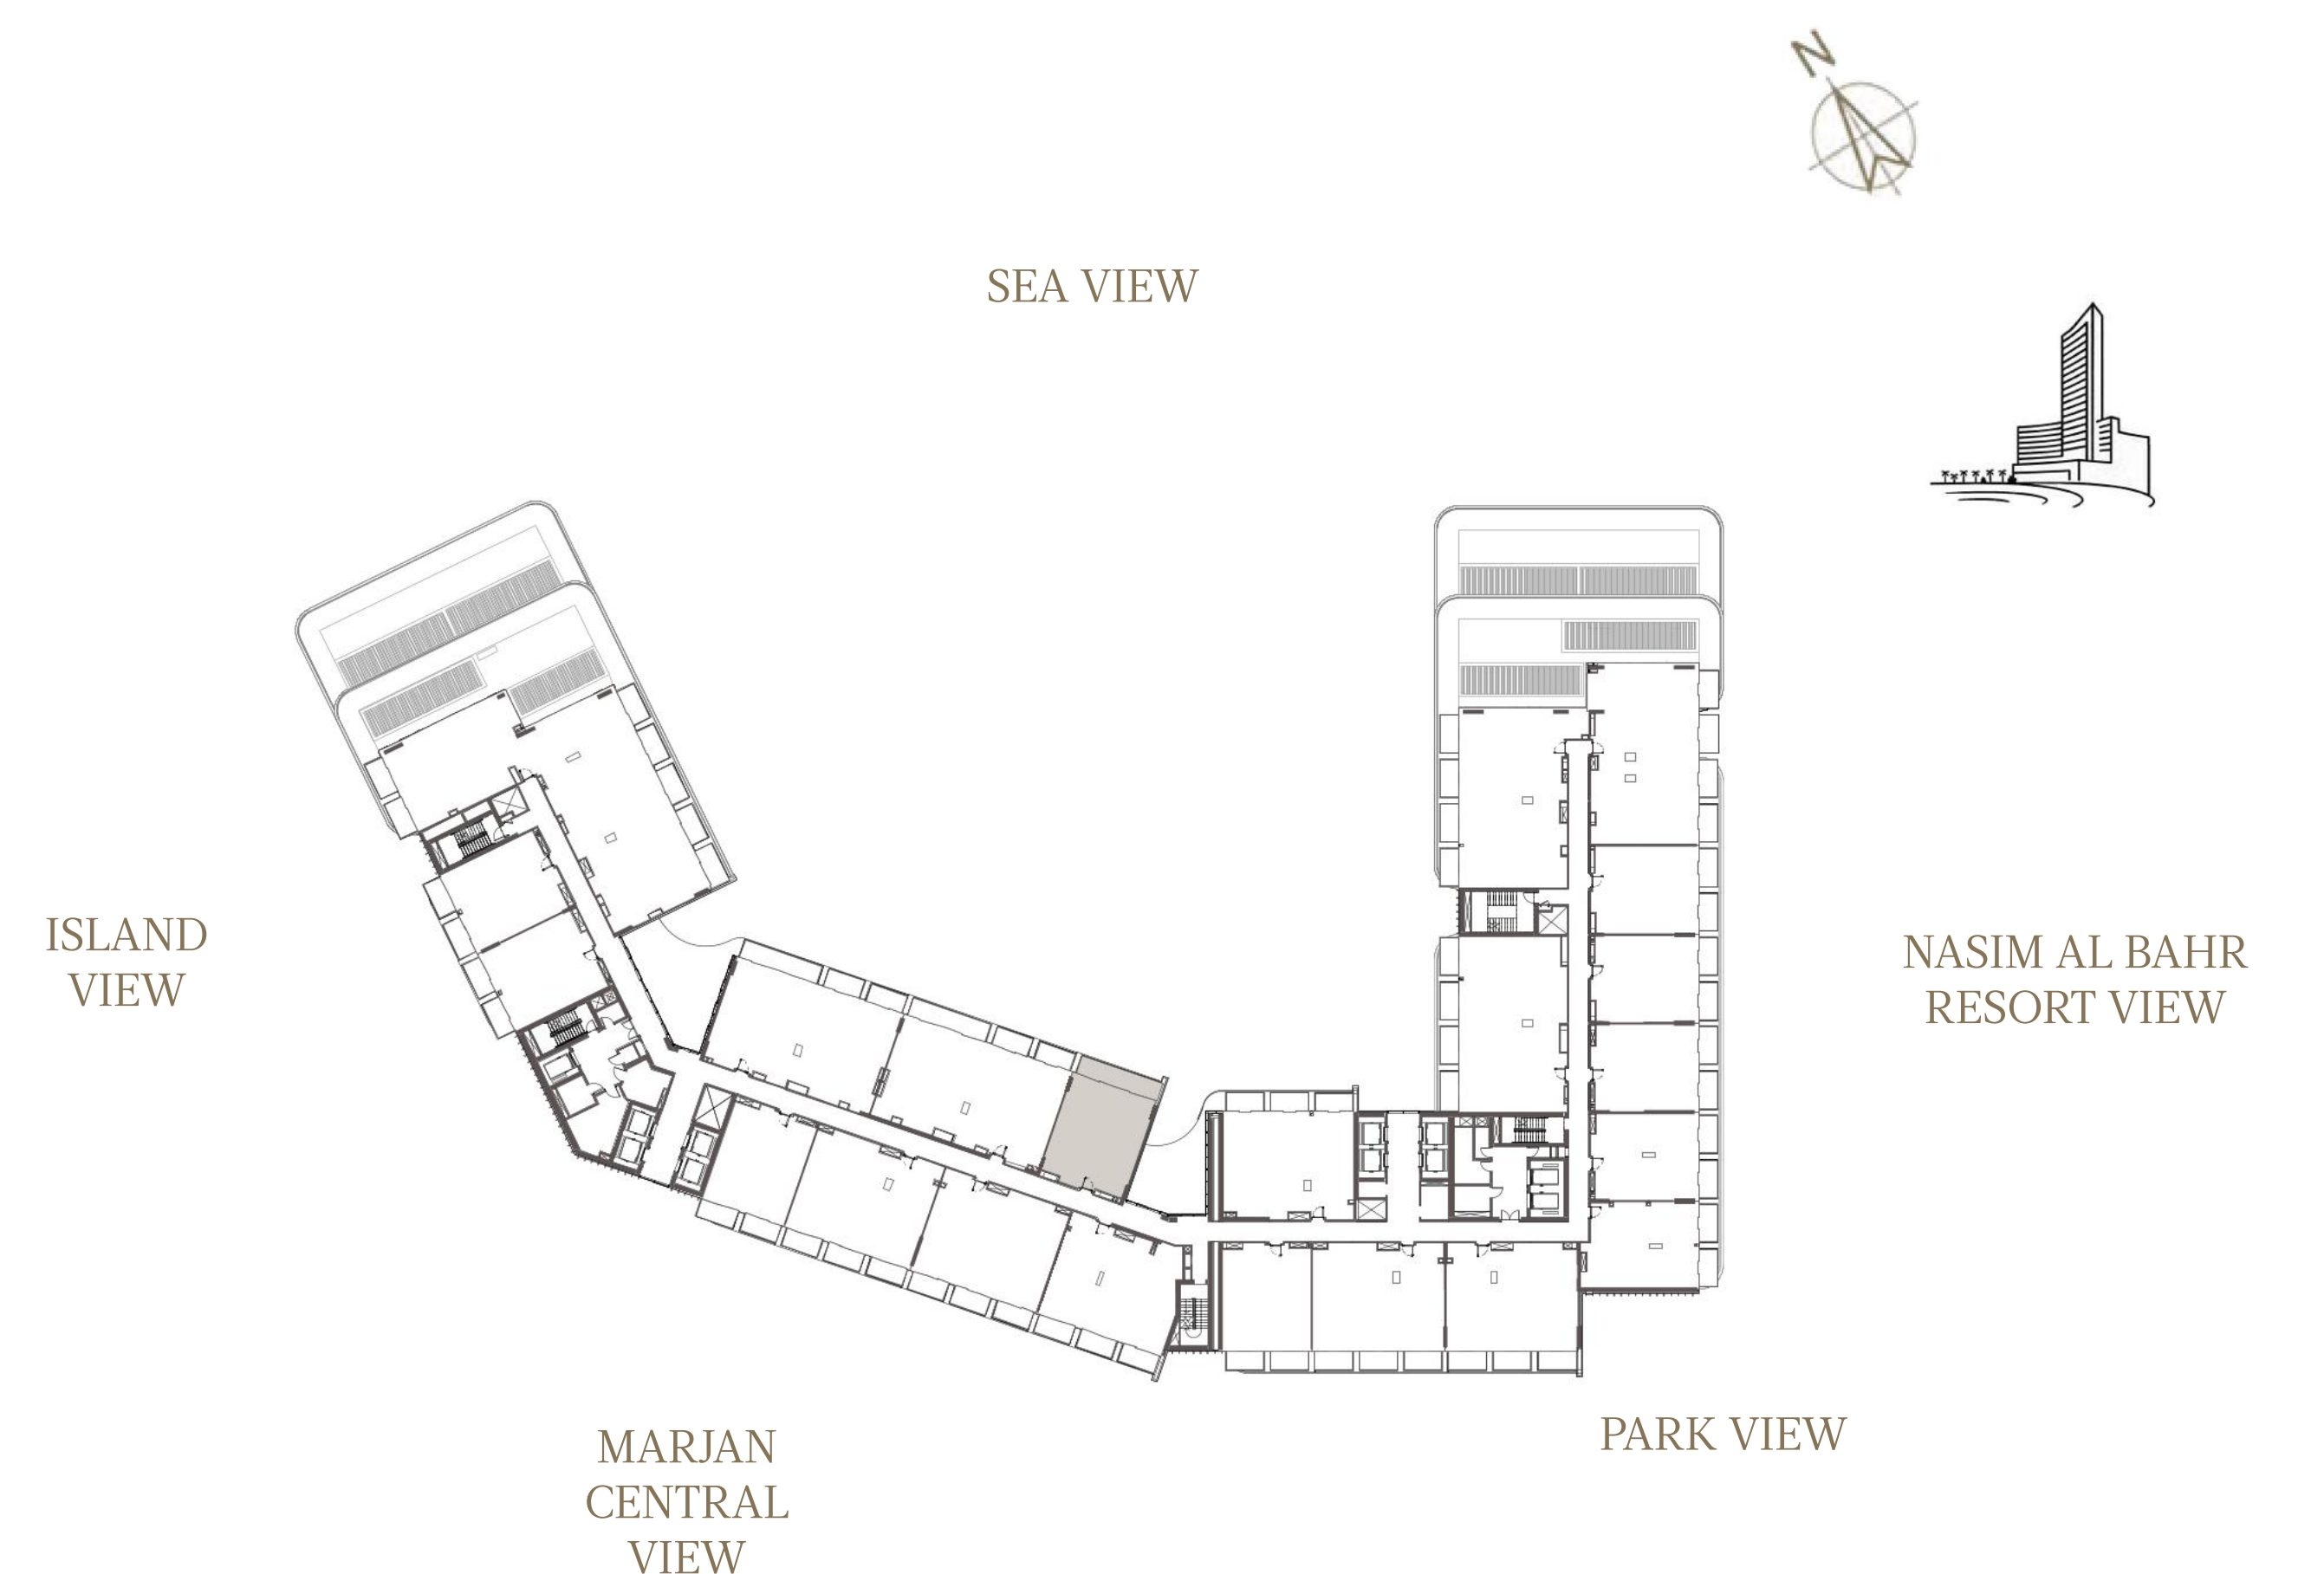 N
SEA VIEW
ISLAND
VIEW
NASIM AL BAHR
RESORT VIEW
MARJAN
CENTRAL
VIEW
PARK VIEW